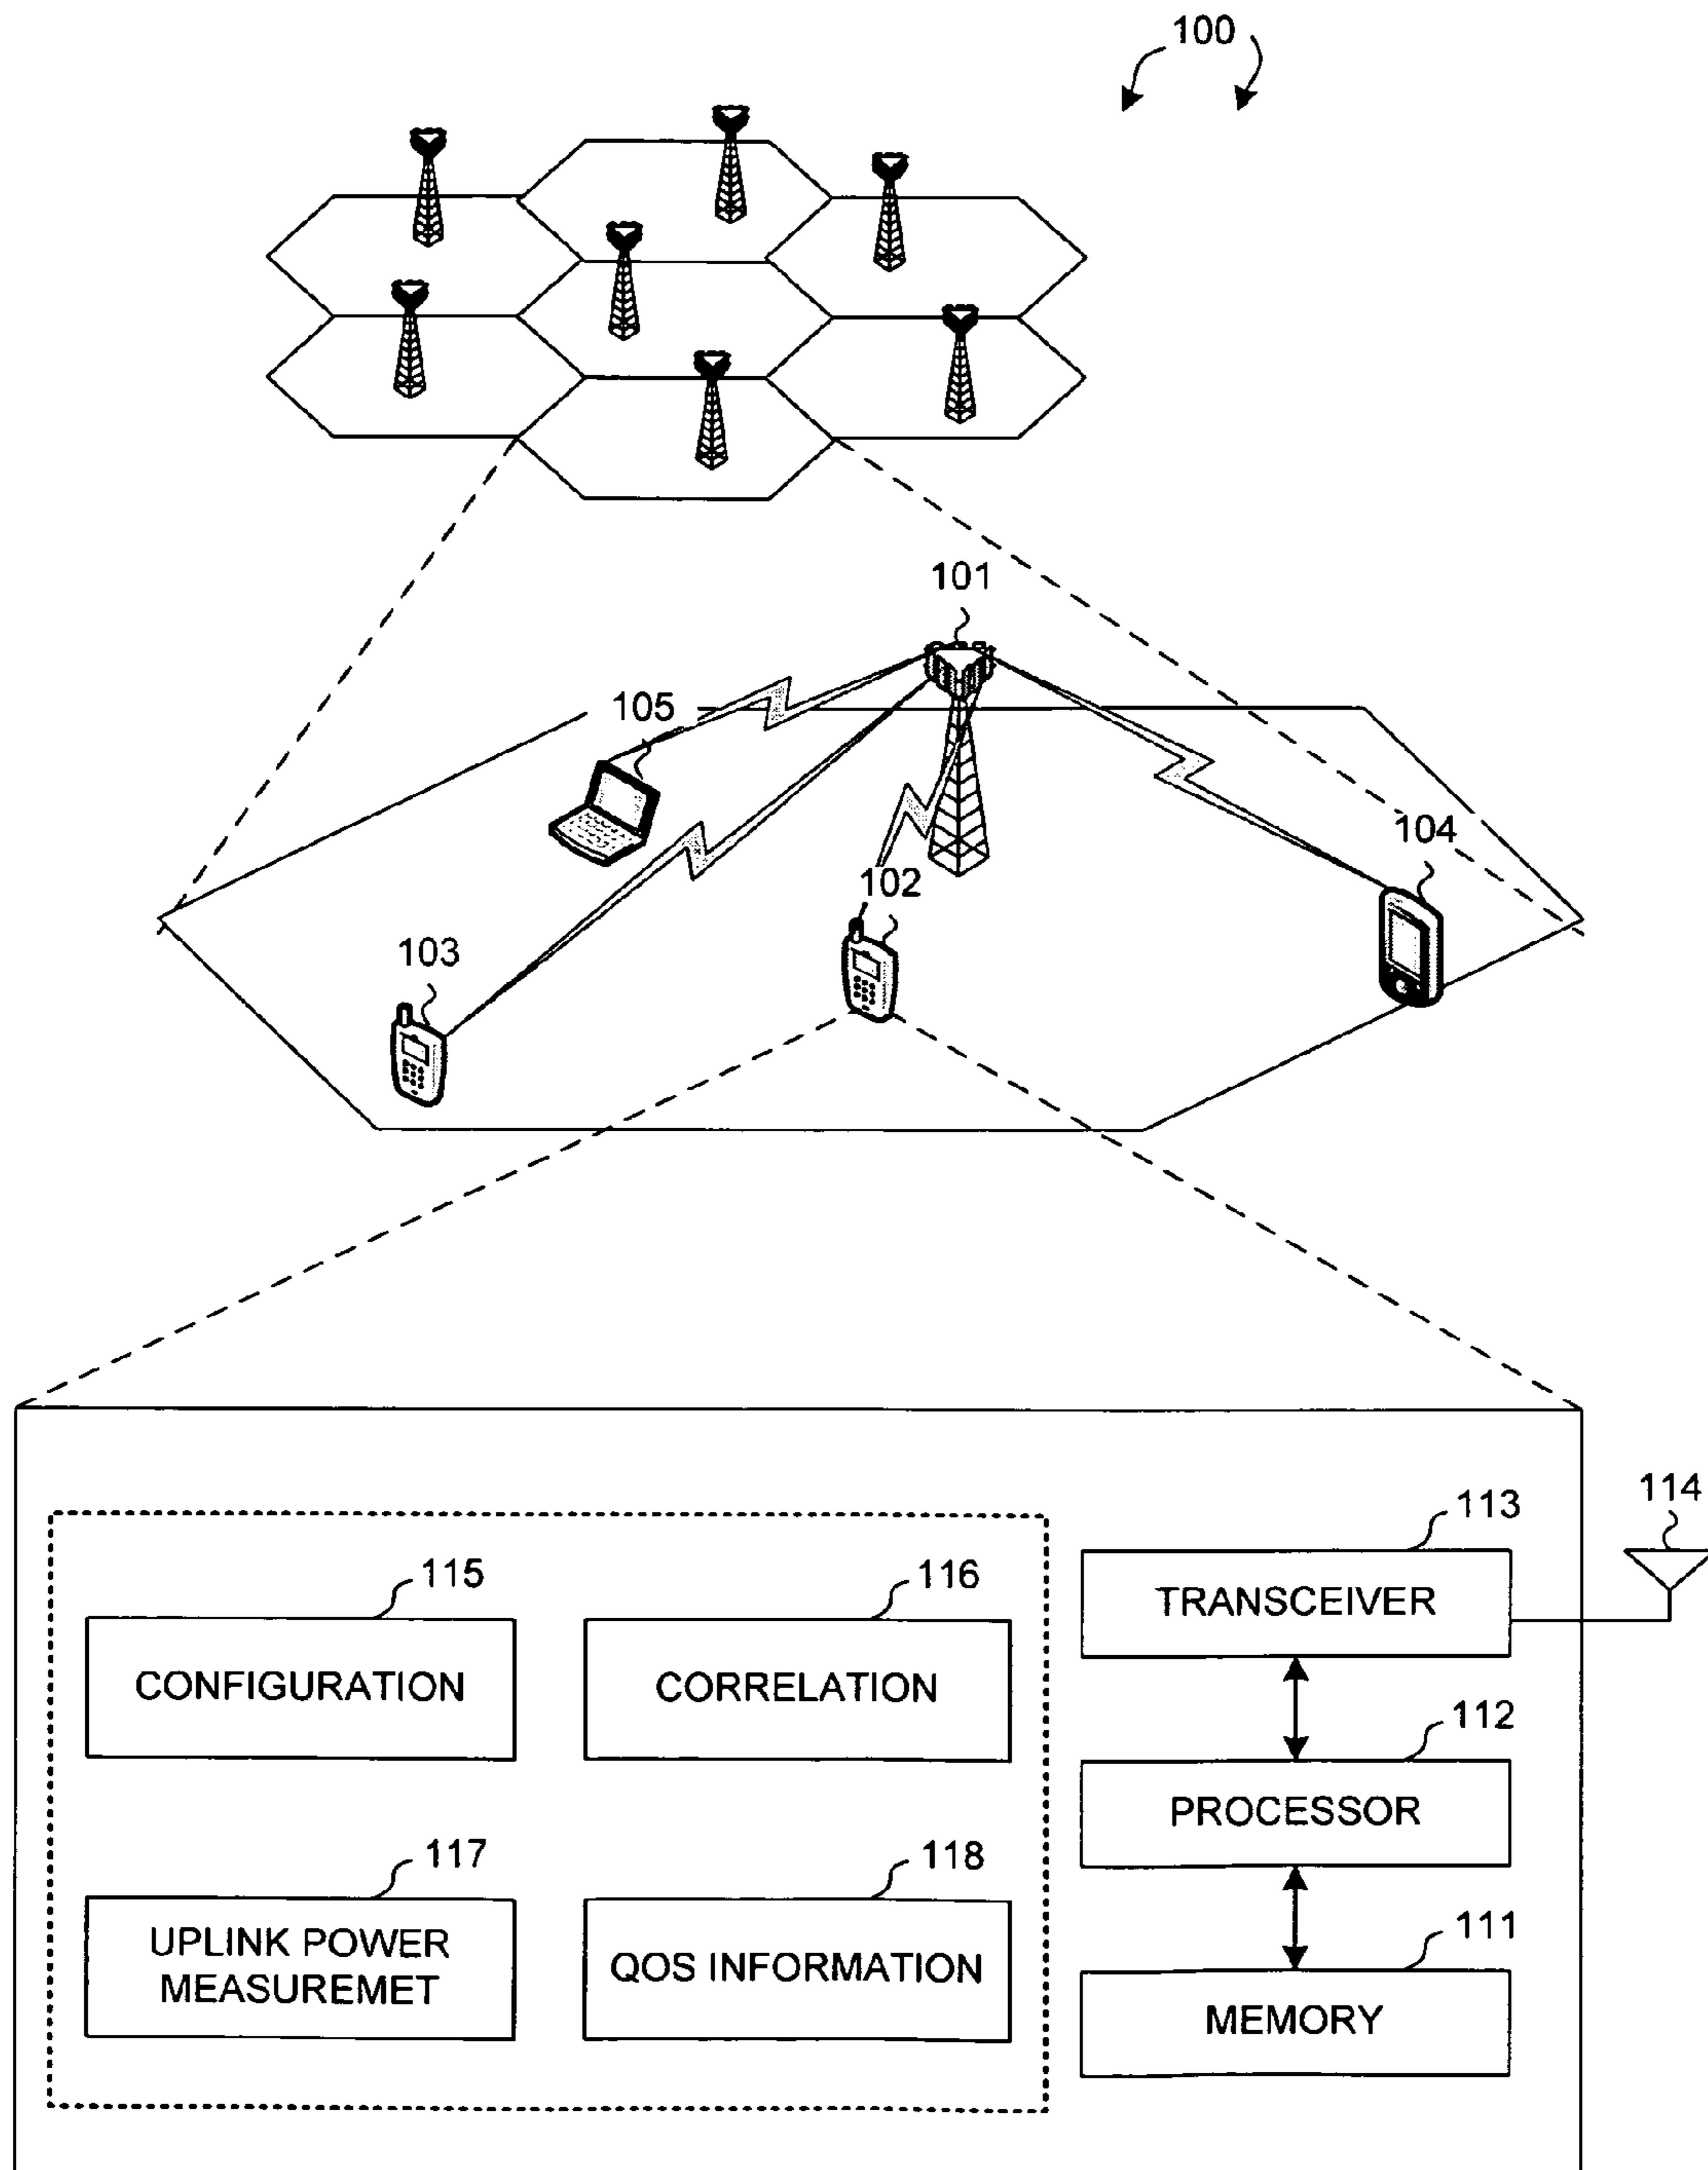 100
101
105
104
102
103
114
113
115
116
TRANSCEIVER
CONFIGURATION
CORRELATION
112
PROCESSOR
117
118
111
UPLINK POWER
MEASUREMET
QOS INFORMATION
MEMORY